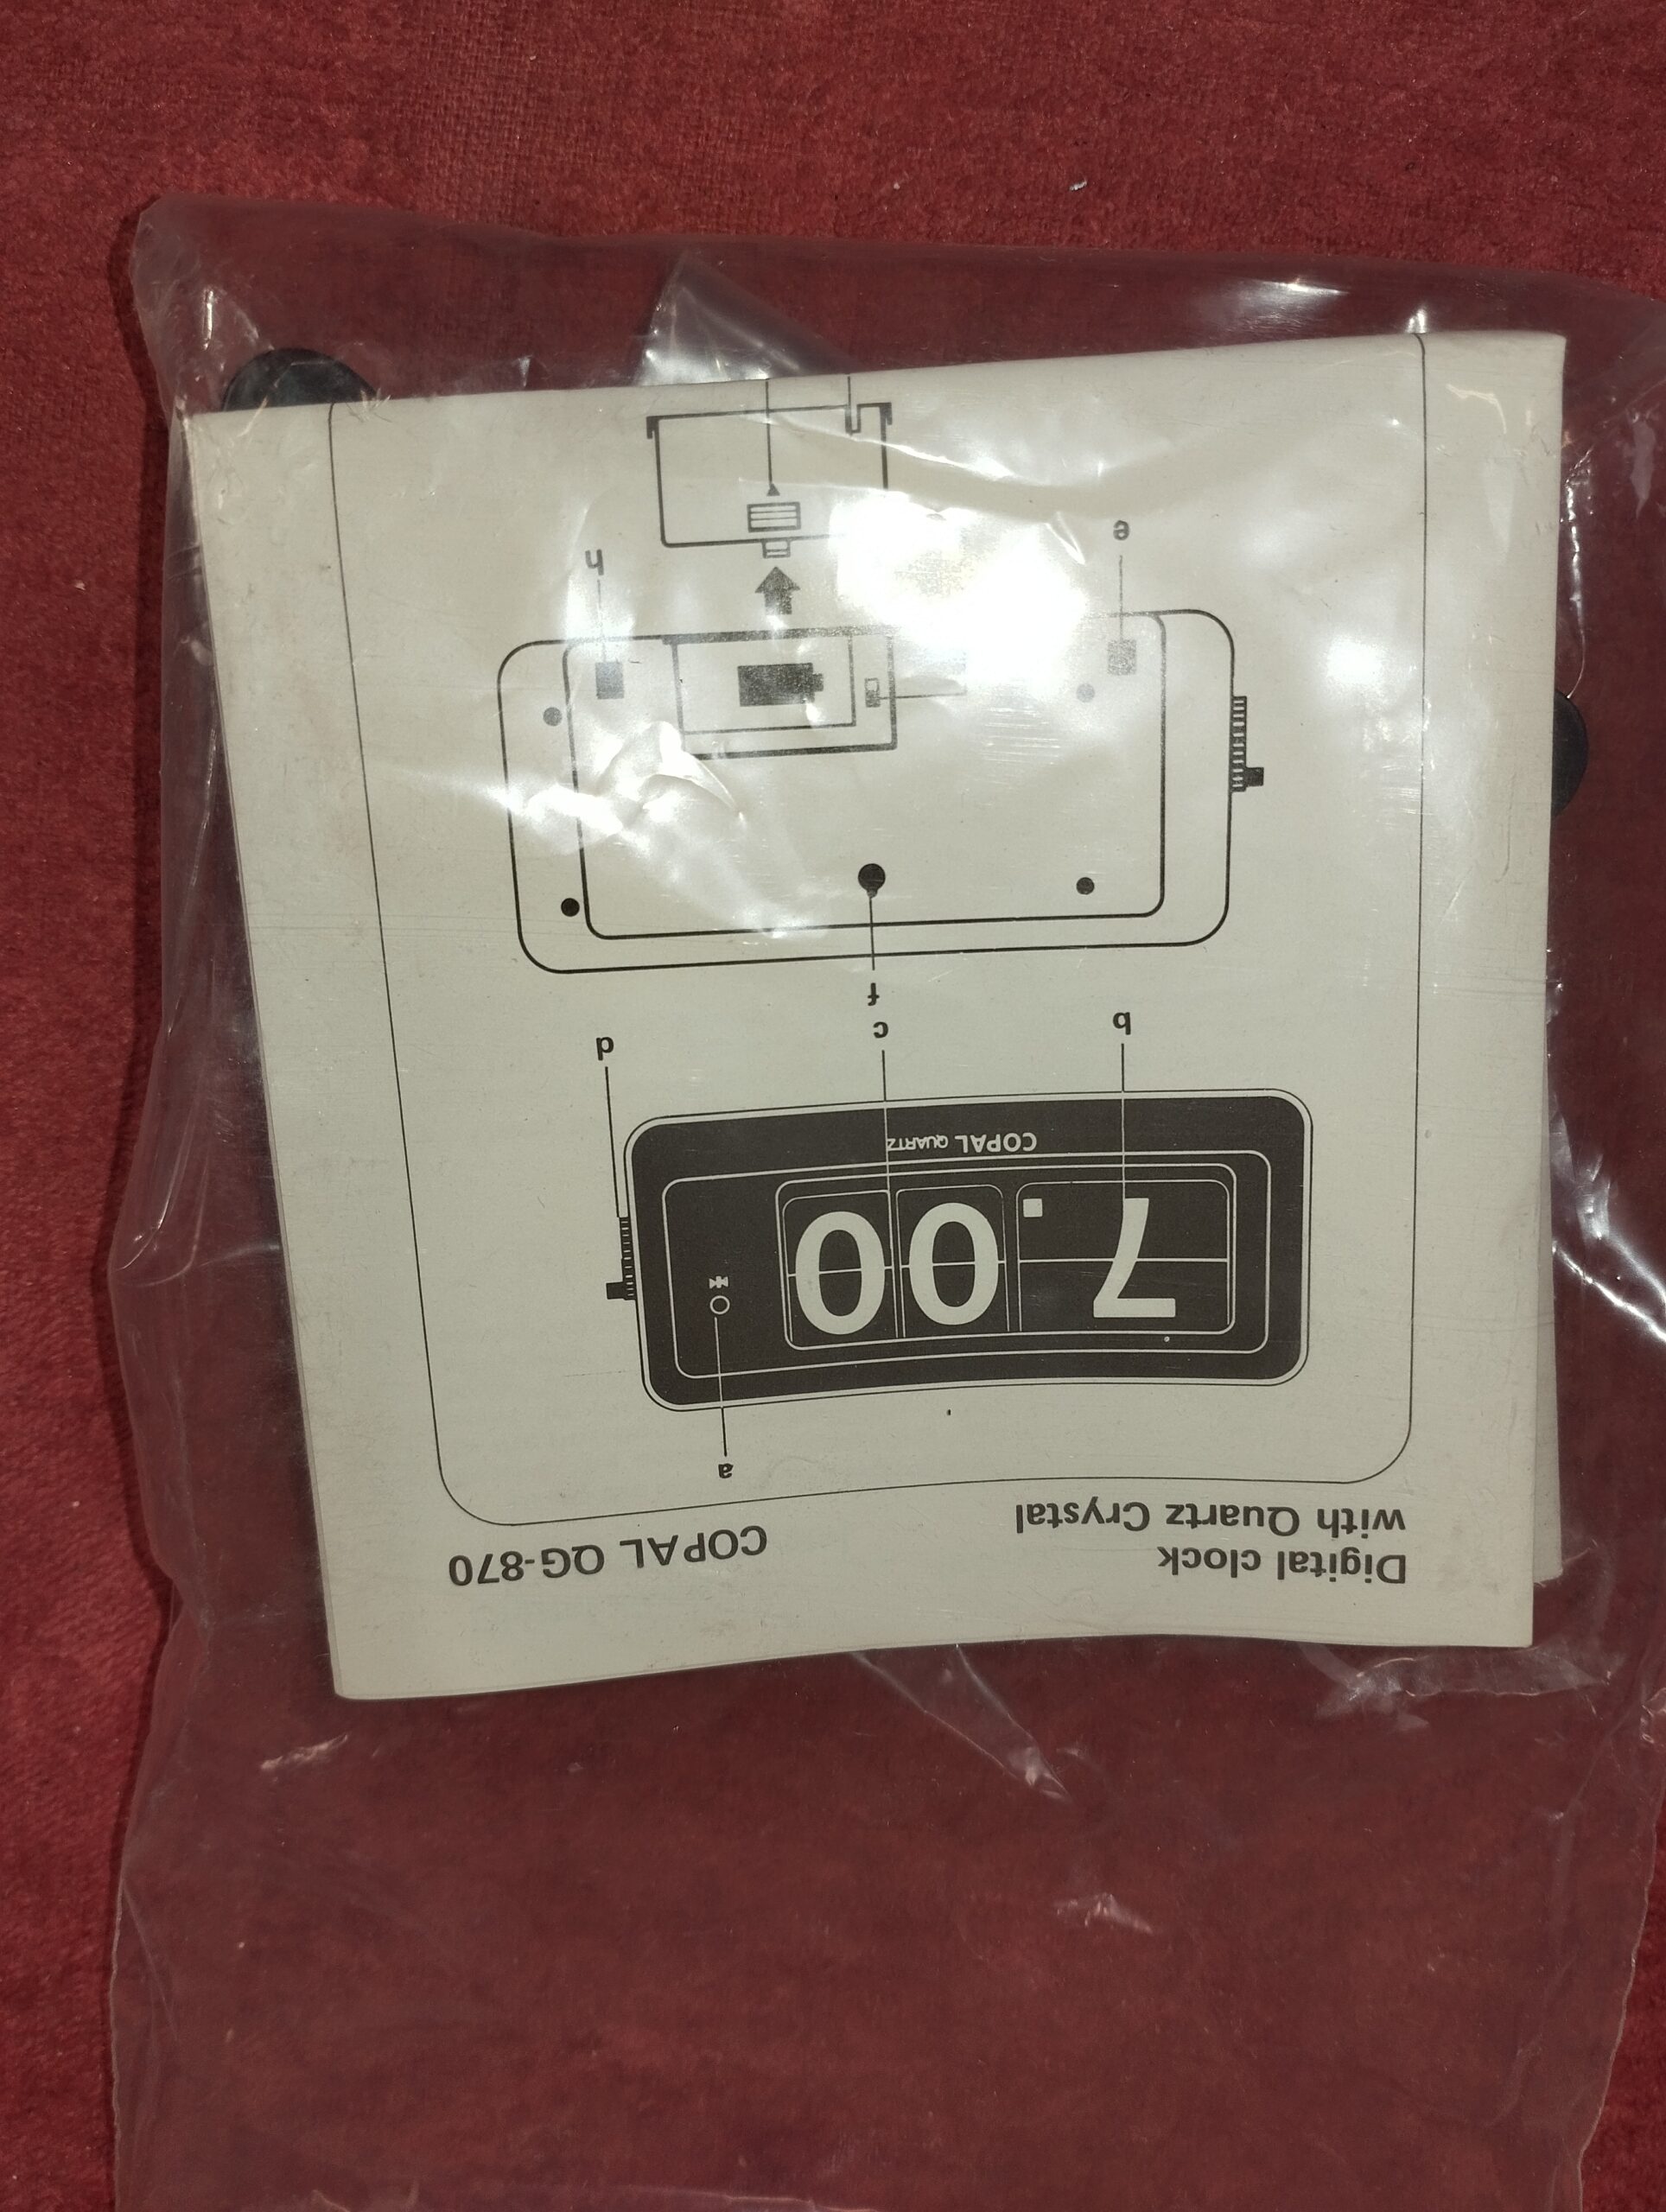 Digital clock
with Quartz Crystal
COPAL QG-870
a
7 00
COPAL QUARTZ
b
c
d
f
e
h